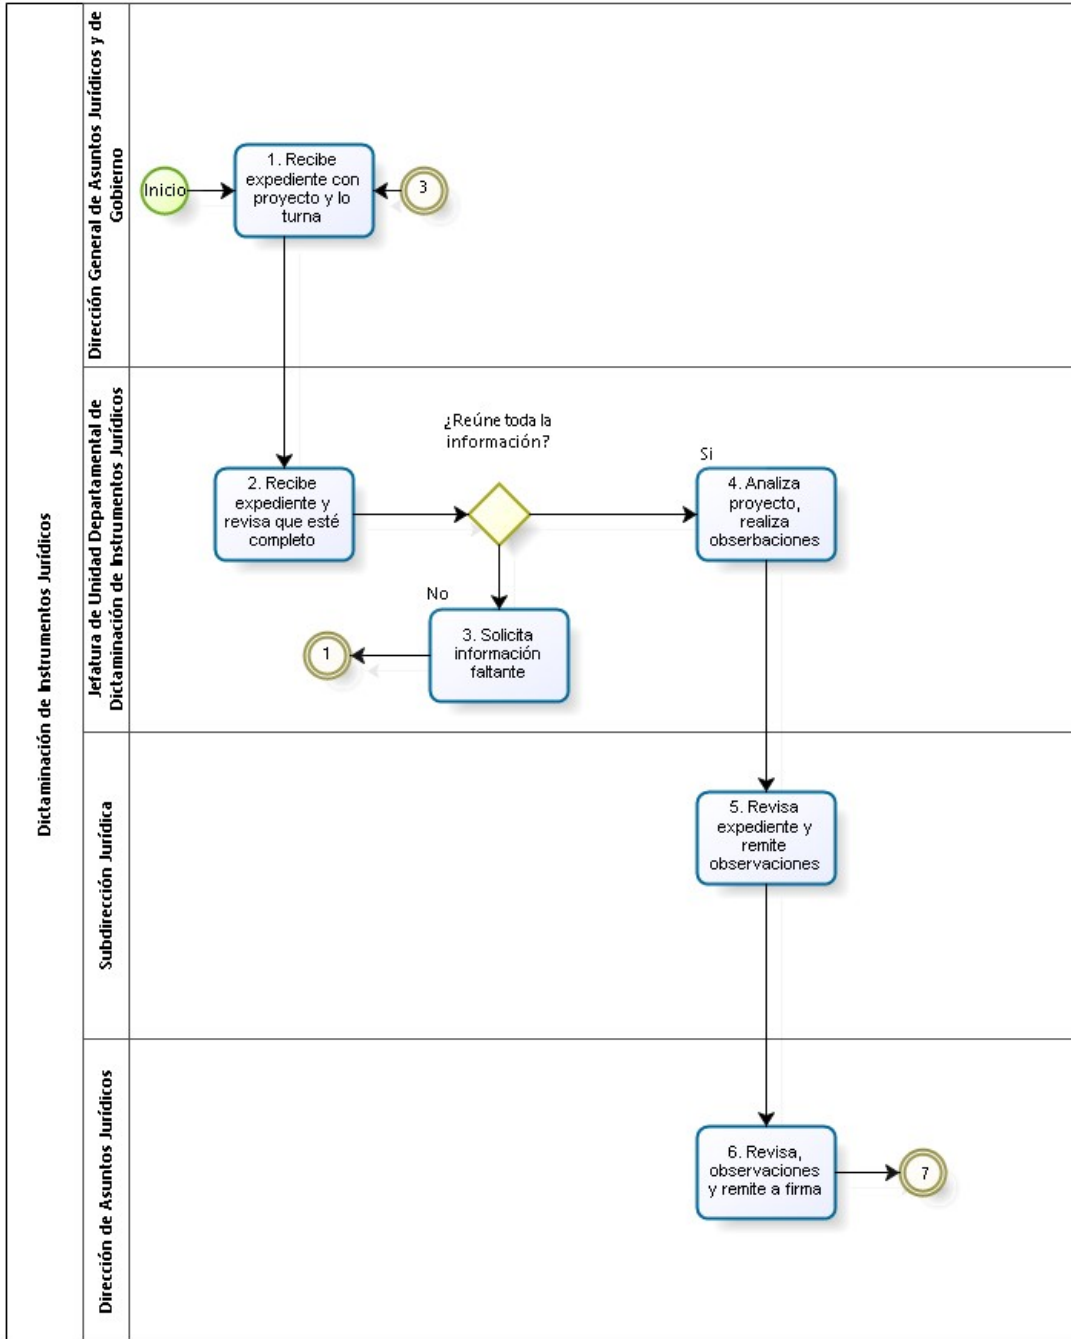 Dictaminación de Instrumentos Jurídicos
Dirección General de Asuntos Jurídicos y de
Gobierno
Inicio
1. Recibe
expediente con
proyecto y lo
turna
3
Jefatura de Unidad Departamental de
Dictaminación de Instrumentos Jurídicos
2. Recibe
expediente y
revisa que esté
completo
¿Reúne toda la
información?
Si
4. Analiza
proyecto,
realiza
obserbaciones
No
3. Solicita
información
faltante
1
Subdirección Jurídica
5. Revisa
expediente y
remite
observaciones
Dirección de Asuntos Jurídicos
6. Revisa,
observaciones
y remite a firma
7